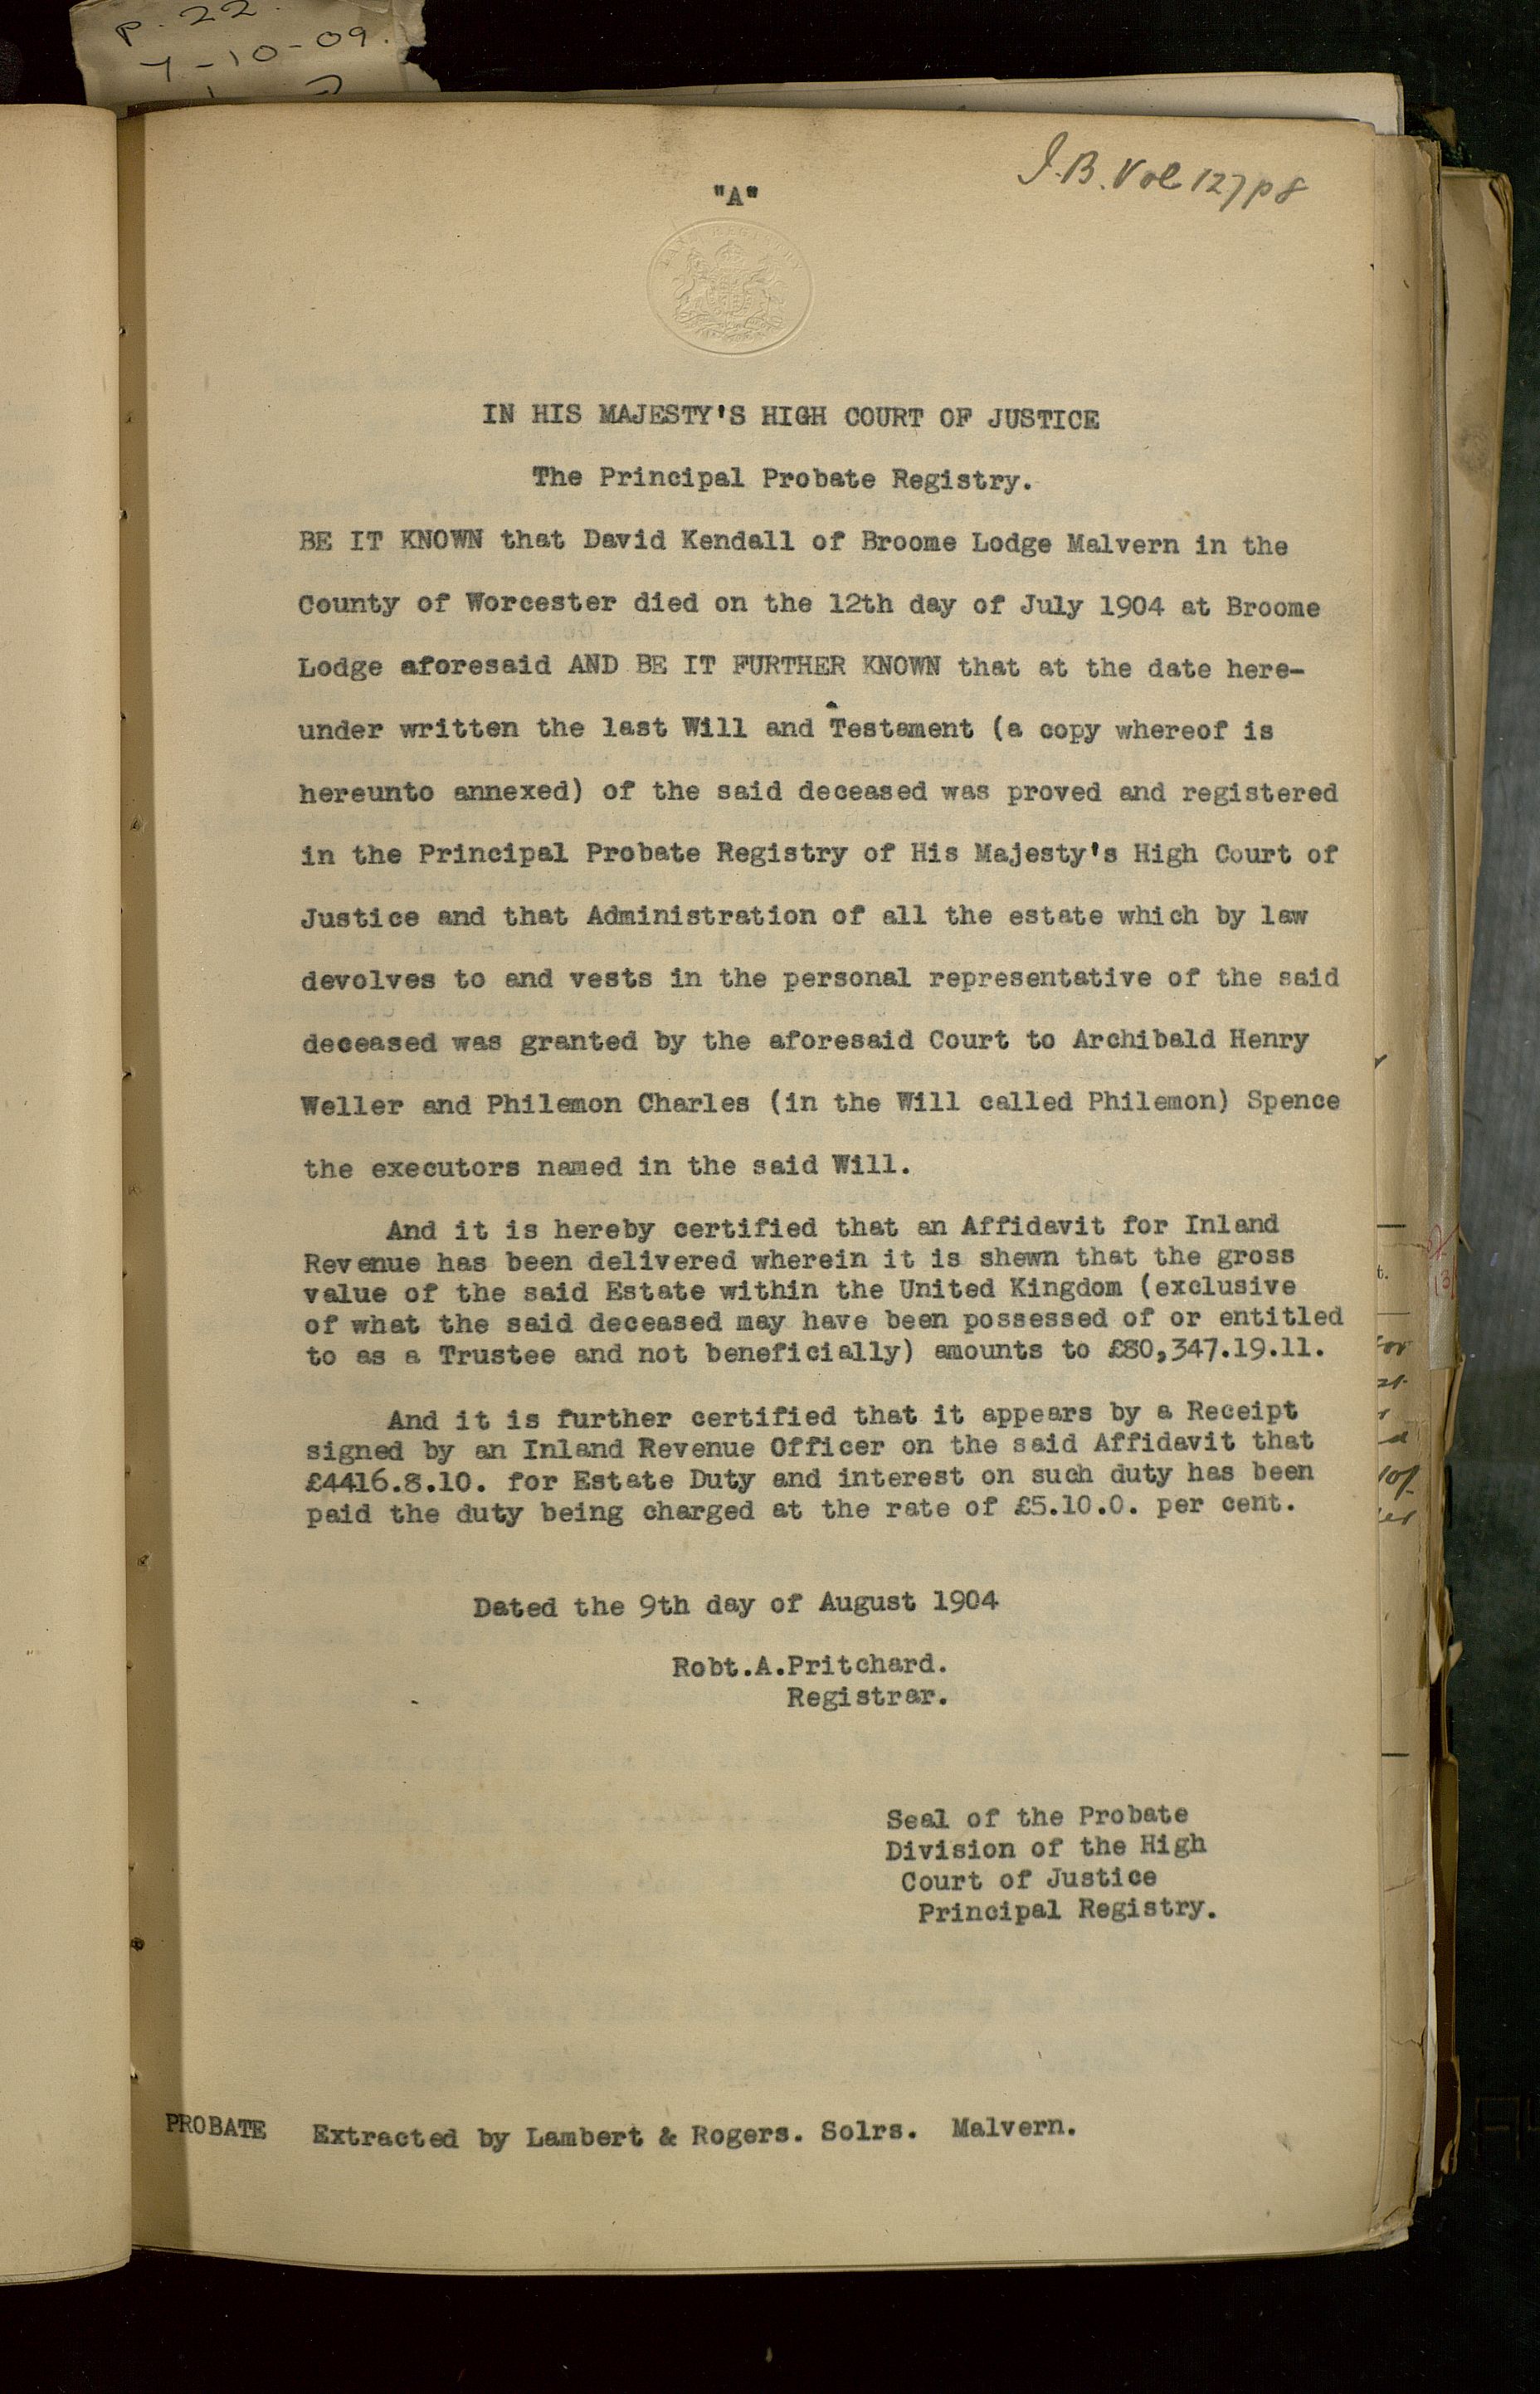 p. 22.
7-10-09.
J.B. Vol 127 p 8
"A"
IN HIS MAJESTY'S HIGH COURT OF JUSTICE
The Principal Probate Registry.
BE IT KNOWN that David Kendall of Broome Lodge Malvern in the
County of Worcester died on the 12th day of July 1904 at Broome
Lodge aforesaid AND BE IT FURTHER KNOWN that at the date here-
under written the last Will and Testament (a copy whereof is
hereunto annexed) of the said deceased was proved and registered
in the Principal Probate Registry of His Majesty's High Court of
Justice and that Administration of all the estate which by law
devolves to and vests in the personal representative of the said
deceased was granted by the aforesaid Court to Archibald Henry
Weller and Philemon Charles (in the Will called Philemon) Spence
the executors named in the said Will.
And it is hereby certified that an Affidavit for Inland
Revenue has been delivered wherein it is shewn that the gross
value of the said Estate within the United Kingdom (exclusive
of what the said deceased may have been possessed of or entitled
to as a Trustee and not beneficially) amounts to £80,347.19.11.
And it is further certified that it appears by a Receipt
signed by an Inland Revenue Officer on the said Affidavit that
£4416.8.10. for Estate Duty and interest on such duty has been
paid the duty being charged at the rate of £5.10.0. per cent.
Dated the 9th day of August 1904
Robt.A.Pritchard.
Registrar.
Seal of the Probate
Division of the High
Court of Justice
Principal Registry.
PROBATE Extracted by Lambert & Rogers. Solrs. Malvern.